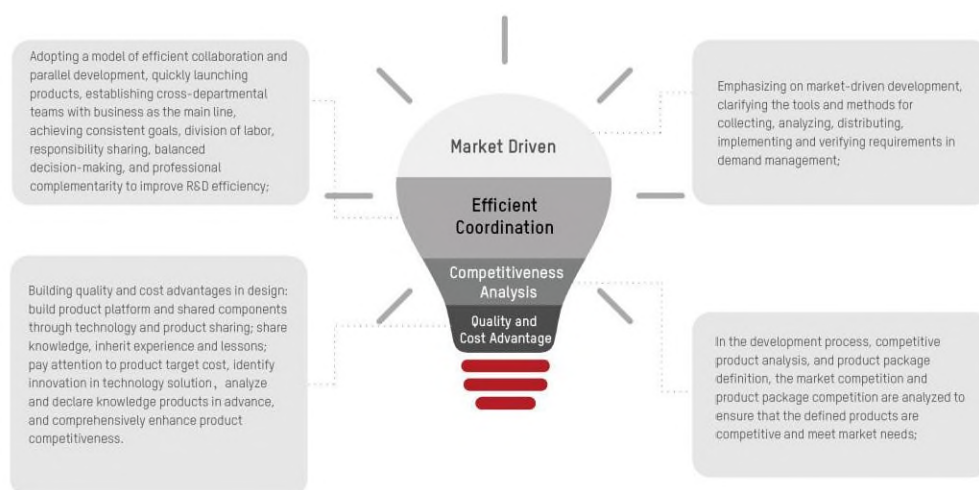 Adopting a model of efficient collaboration and
parallel development, quickly launching
products, establishing cross-departmental
teams with business as the main line,
achieving consistent goals, division of labor,
responsibility sharing, balanced
decision-making, and professional
complementarity to improve R&D efficiency;
Emphasizing on market-driven development,
clarifying the tools and methods for
collecting, analyzing, distributing,
implementing and verifying requirements in
demand management;
Market Driven
Efficient
Coordination
Competitiveness
Analysis
Quality and
Cost Advantage
Building quality and cost advantages in design:
build product platform and shared components
through technology and product sharing; share
knowledge, inherit experience and lessons;
pay attention to product target cost, identify
innovation in technology solution, analyze
and declare knowledge products in advance,
and comprehensively enhance product
competitiveness.
In the development process, competitive
product analysis, and product package
definition, the market competition and
product package competition are analyzed to
ensure that the defined products are
competitive and meet market needs;